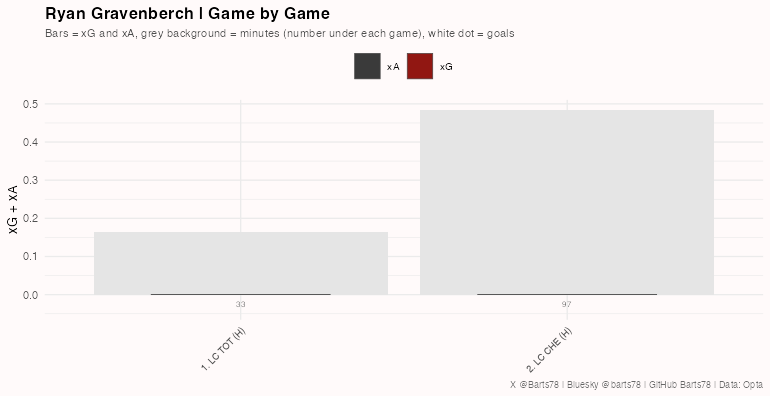 Ryan Gravenberch | Game by Game
Bars = xG and xA, grey background = minutes (number under each game), white dot = goals
xA
xG
xG + xA
0.5
0.4
0.3
0.2
0.1
0.0
33
97
1. LC TOT (H)
2. LC CHE (H)
X @Barts78 | Bluesky @barts78 | GitHub Barts78 | Data: Opta